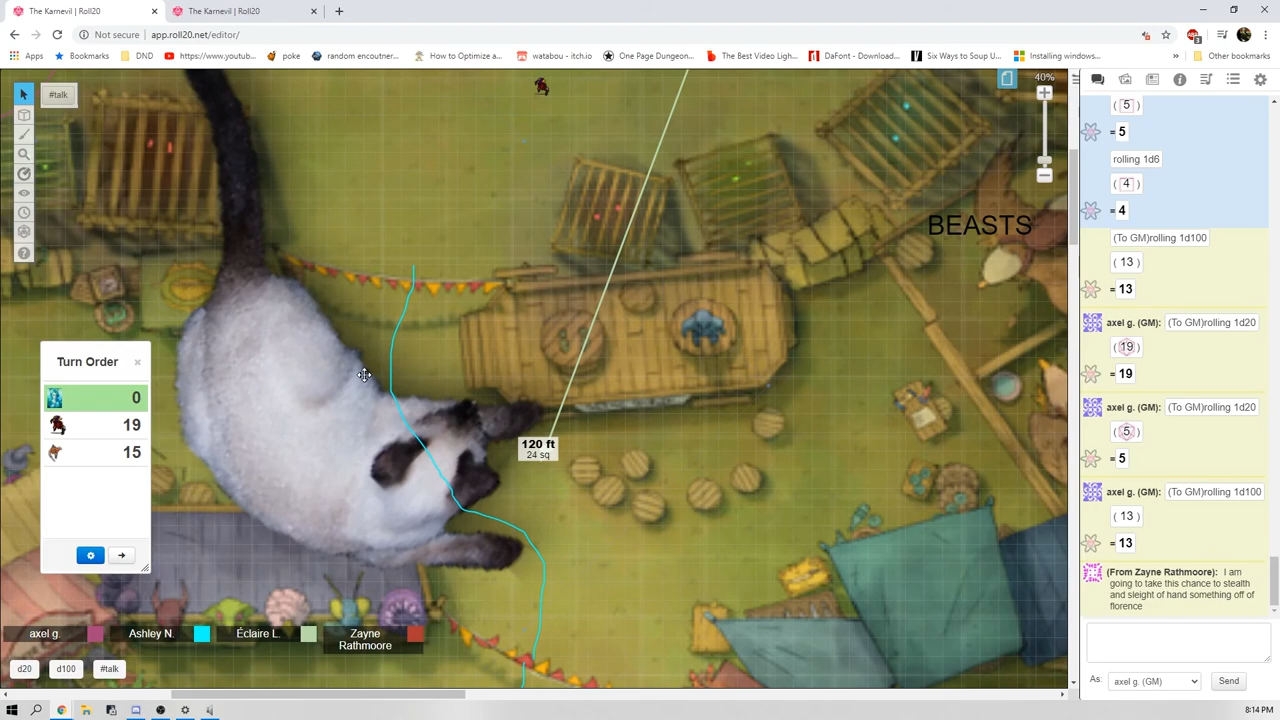 The Karnevil | Roll20
The Karnevil | Roll20
Not secure | app.roll20.net/editor/
Apps
Bookmarks
DND
https://www.youtub...
poke
random encoutner...
How to Optimize a...
watabou - itch.io
One Page Dungeon...
The Best Video Ligh...
DaFont - Download...
Six Ways to Soup U...
Installing windows...
»
Other bookmarks
#talk
40%
BEASTS
Turn Order
0
19
15
120 ft
24 sq
axel g.
Ashley N.
Éclaire L.
Zayne
Rathmoore
d20
d100
#talk
( 5 )
= 5
rolling 1d6
( 4 )
= 4
(To GM)rolling 1d100
( 13 )
= 13
axel g. (GM): (To GM)rolling 1d20
( 19 )
= 19
axel g. (GM): (To GM)rolling 1d20
( 5 )
= 5
axel g. (GM): (To GM)rolling 1d100
( 13 )
= 13
(From Zayne Rathmoore): I am
going to take this chance to stealth
and sleight of hand something off of
florence
As:
axel g. (GM)
Send
8:14 PM